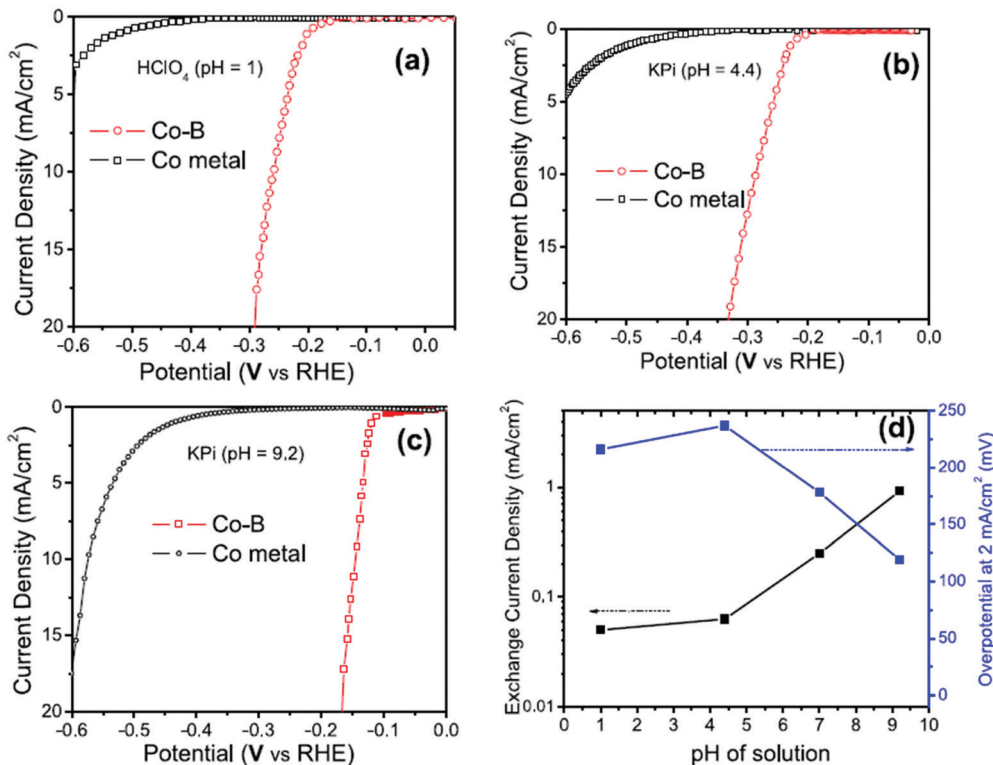 (a)
HClO₄ (pH = 1)
Co-B
Co metal
Current Density (mA/cm²)
0
5
10
15
20
-0.6 -0.5 -0.4 -0.3 -0.2 -0.1 0.0
Potential (V vs RHE)
(b)
KPi (pH = 4.4)
Co-B
Co metal
Current Density (mA/cm²)
0
5
10
15
20
-0.6 -0.5 -0.4 -0.3 -0.2 -0.1 0.0
Potential (V vs RHE)
(c)
KPi (pH = 9.2)
Co-B
Co metal
Current Density (mA/cm²)
0
5
10
15
20
-0.6 -0.5 -0.4 -0.3 -0.2 -0.1 0.0
Potential (V vs RHE)
(d)
Exchange Current Density (mA/cm²)
1
0.1
0.01
0 1 2 3 4 5 6 7 8 9 10
pH of solution
250
200
150
100
50
0
Overpotential at 2 mA/cm² (mV)